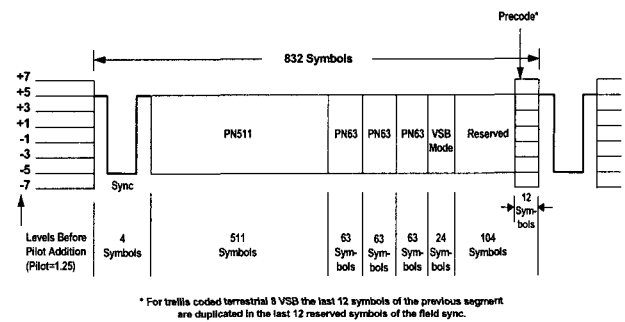 Precode*
832 Symbols
+7
+5
+3
+1
-1
-3
-5
-7
PN511
PN63
PN63
PN63
VSB
Mode
Reserved
Sync
Levels Before
Pilot Addition
(Pilot=1.25)
4
Symbols
511
Symbols
63
Sym-
bols
63
Sym-
bols
63
Sym-
bols
24
Sym-
bols
104
Symbols
12
Sym-
bols
* For trellis coded terrestrial 8 VSB the last 12 symbols of the previous segment
are duplicated in the last 12 reserved symbols of the field sync.